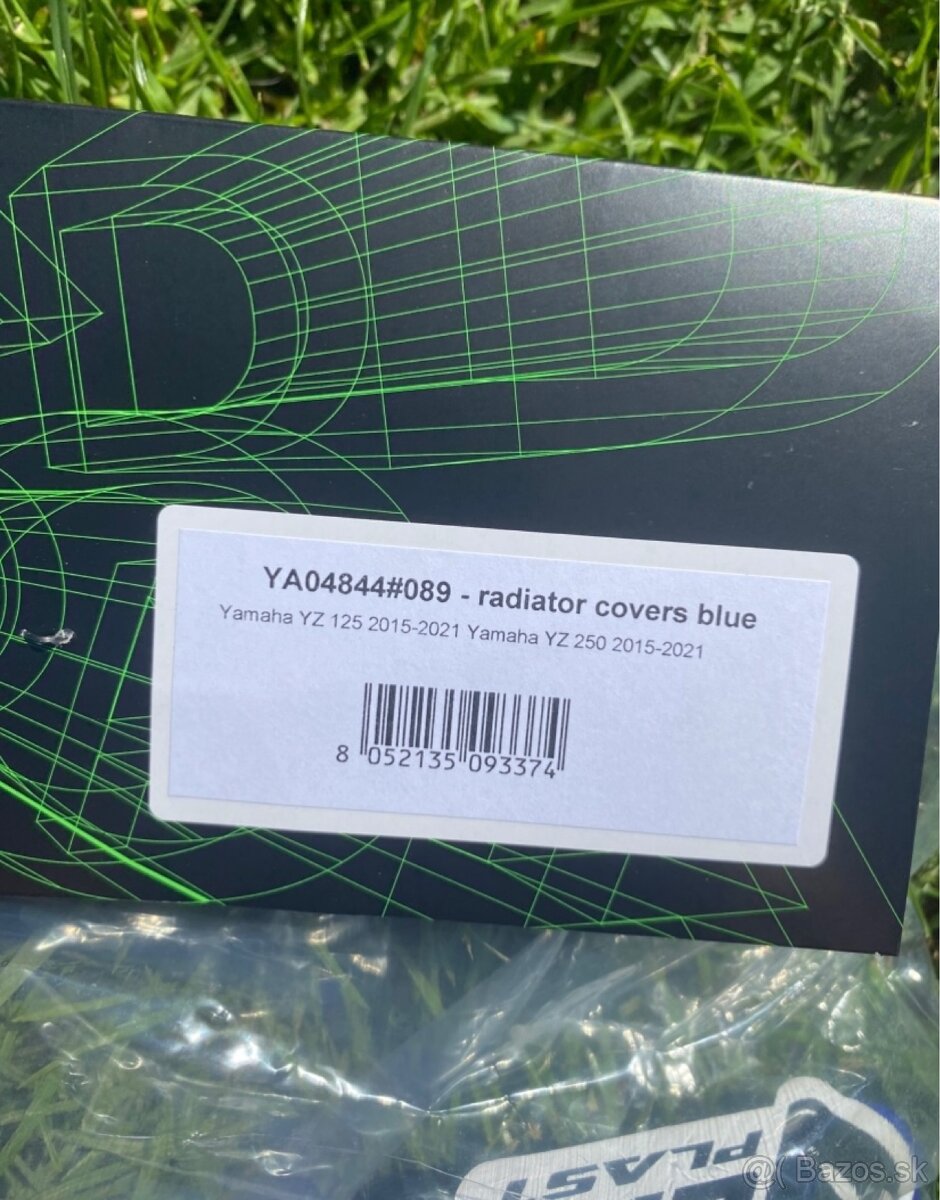 YA04844#089 - radiator covers blue
Yamaha YZ 125 2015-2021 Yamaha YZ 250 2015-2021
8 052135 093374
PLAST
@( Bazos.sk